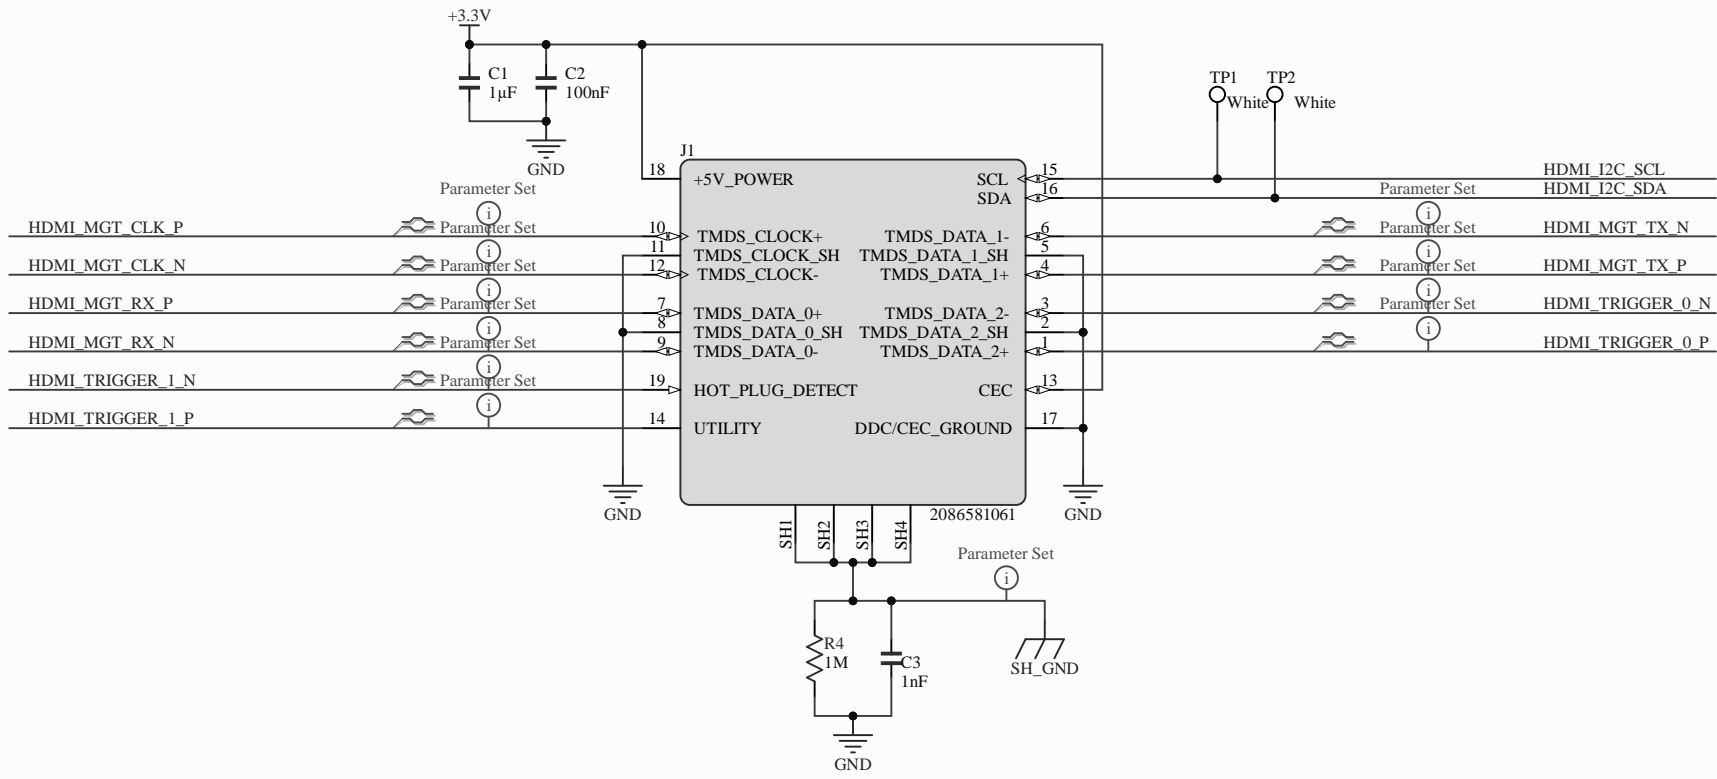 +3.3V
C1
1µF
C2
100nF
GND
TP1
White
TP2
White
J1
18
+5V_POWER
SCL
15
HDMI_I2C_SCL
SDA
16
HDMI_I2C_SDA
Parameter Set
i
Parameter Set
i
HDMI_MGT_CLK_P
Parameter Set
i
10
TMDS_CLOCK+
TMDS_DATA_1-
6
Parameter Set
i
HDMI_MGT_TX_N
11
TMDS_CLOCK_SH
TMDS_DATA_1_SH
5
HDMI_MGT_CLK_N
Parameter Set
i
12
TMDS_CLOCK-
TMDS_DATA_1+
4
Parameter Set
i
HDMI_MGT_TX_P
HDMI_MGT_RX_P
Parameter Set
i
7
TMDS_DATA_0+
TMDS_DATA_2-
3
Parameter Set
i
HDMI_TRIGGER_0_N
8
TMDS_DATA_0_SH
TMDS_DATA_2_SH
2
HDMI_MGT_RX_N
Parameter Set
i
9
TMDS_DATA_0-
TMDS_DATA_2+
1
HDMI_TRIGGER_0_P
HDMI_TRIGGER_1_N
Parameter Set
i
19
HOT_PLUG_DETECT
CEC
13
HDMI_TRIGGER_1_P
14
UTILITY
DDC/CEC_GROUND
17
GND
GND
SH1
SH2
SH3
SH4
2086581061
Parameter Set
i
R4
1M
C3
1nF
SH_GND
GND